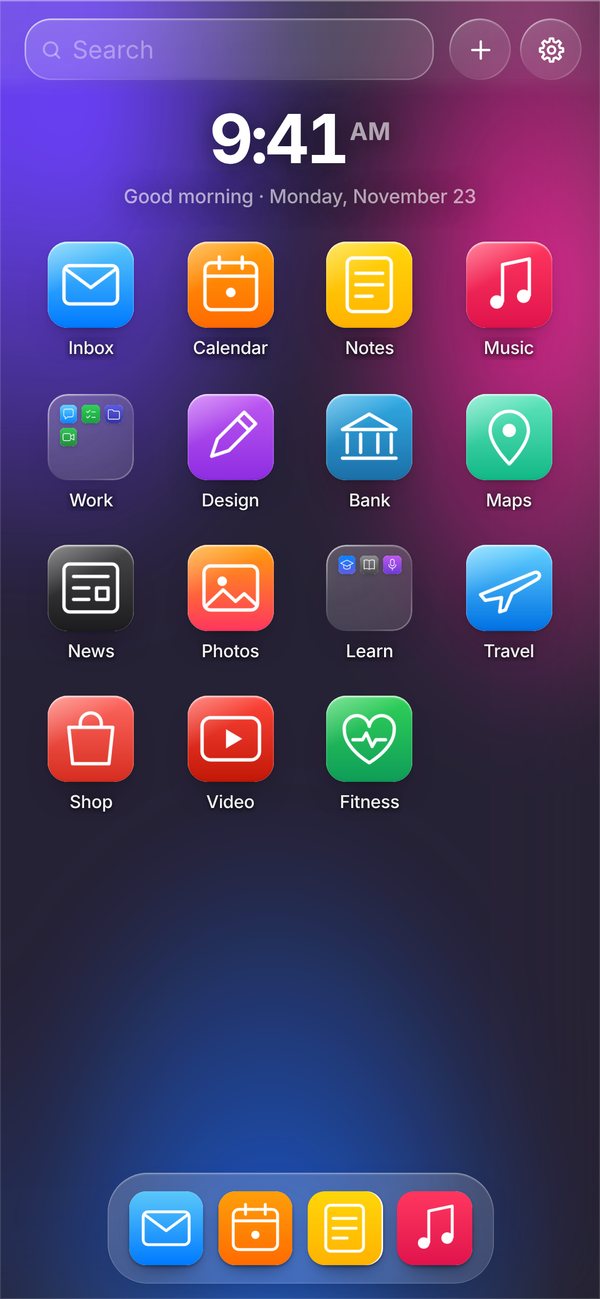 Search
9:41 AM
Good morning · Monday, November 23
Inbox
Calendar
Notes
Music
Work
Design
Bank
Maps
News
Photos
Learn
Travel
Shop
Video
Fitness